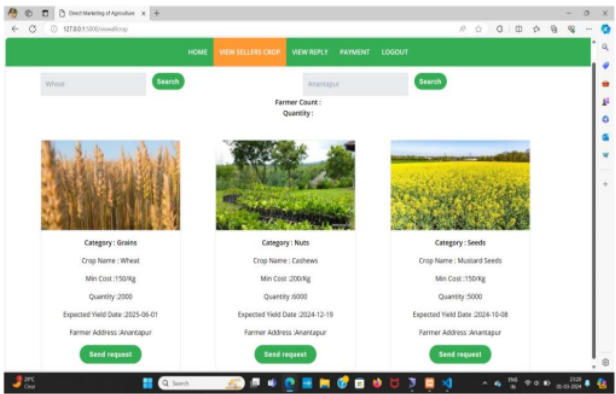 Direct Marketing of Agriculture
127.0.0.1:5000/viewallcrop
HOME VIEW SELLERS CROP VIEW REPLY PAYMENT LOGOUT
Wheat Search Anantapur Search
Farmer Count :
Quantity :
Category : Grains
Crop Name : Wheat
Min Cost :150/Kg
Quantity :2000
Expected Yield Date :2025-06-01
Farmer Address :Anantapur
Send request
Category : Nuts
Crop Name : Cashews
Min Cost :200/Kg
Quantity :6000
Expected Yield Date :2024-12-19
Farmer Address :Anantapur
Send request
Category : Seeds
Crop Name : Mustard Seeds
Min Cost :150/Kg
Quantity :5000
Expected Yield Date :2024-10-08
Farmer Address :Anantapur
Send request
Clear
Search
ENG
IN